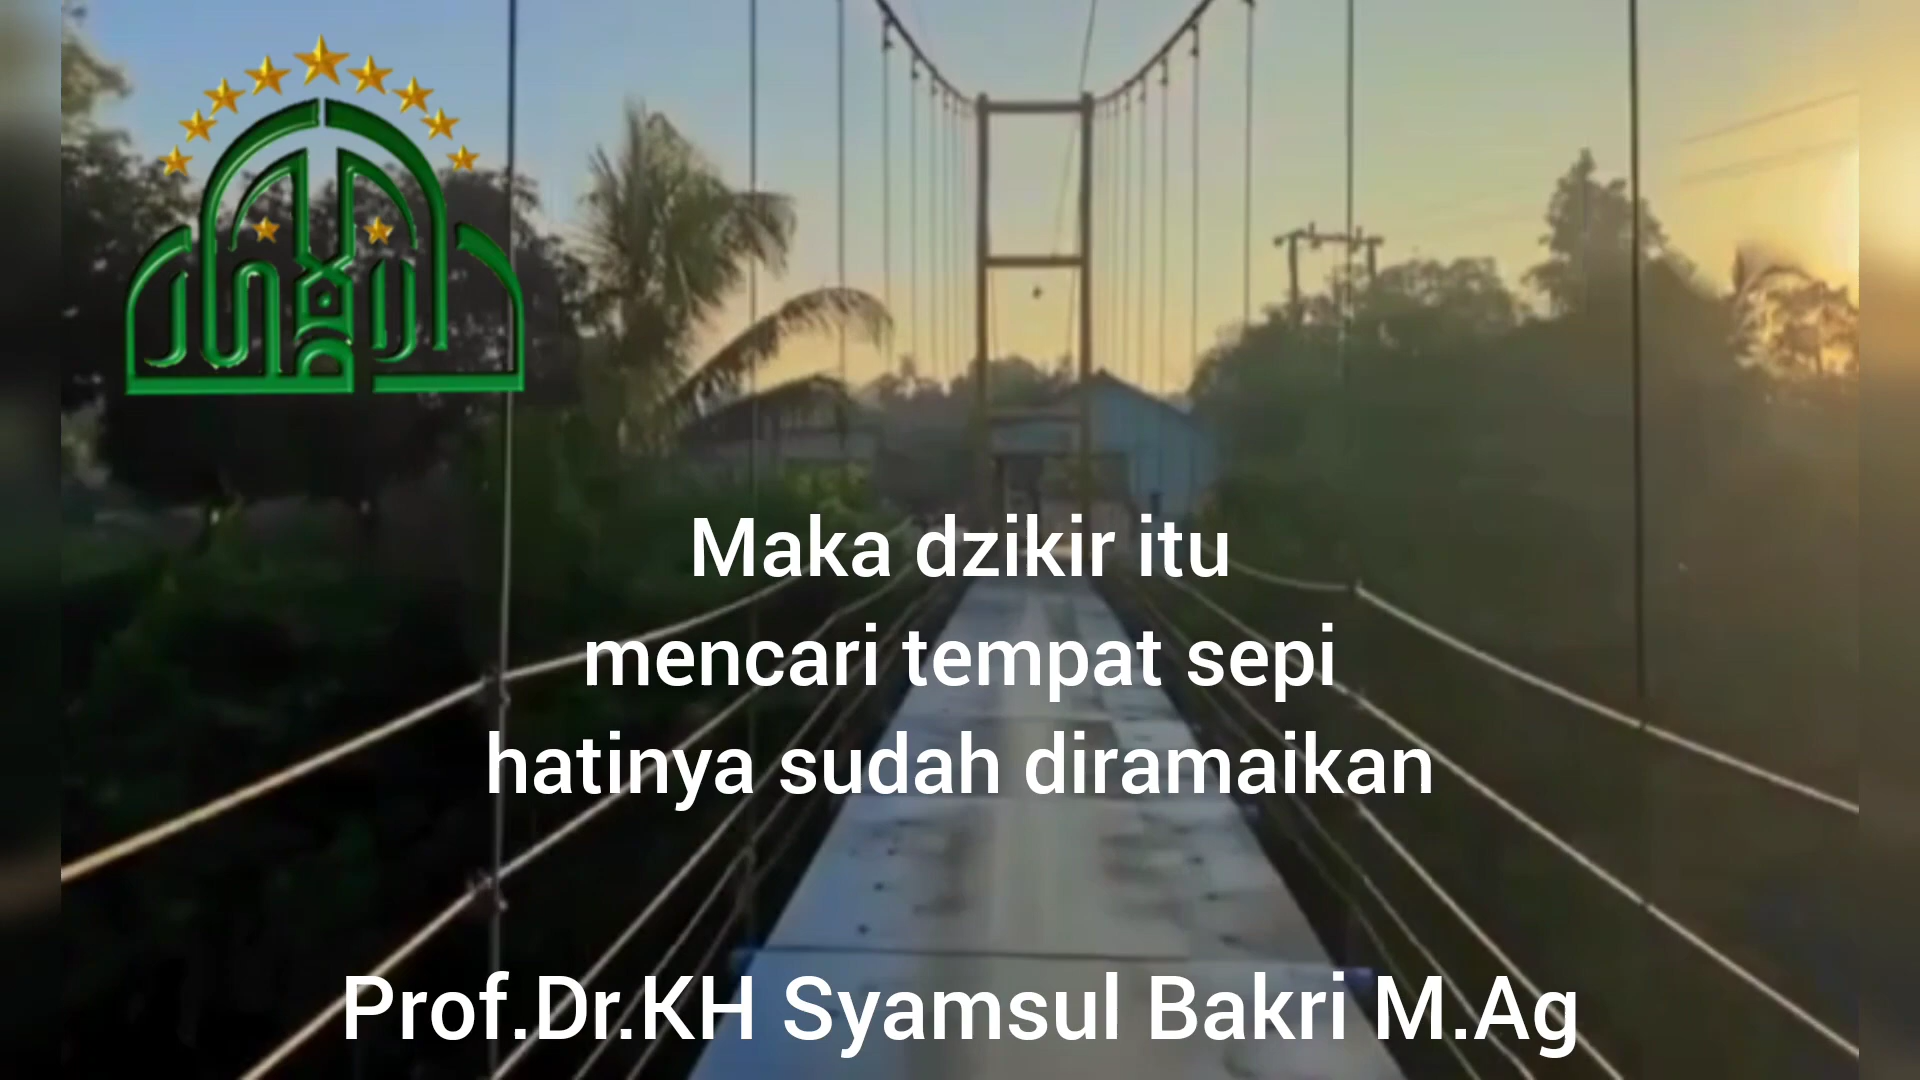 Maka dzikir itu
mencari tempat sepi
hatinya sudah diramaikan
Prof.Dr.KH Syamsul Bakri M.Ag